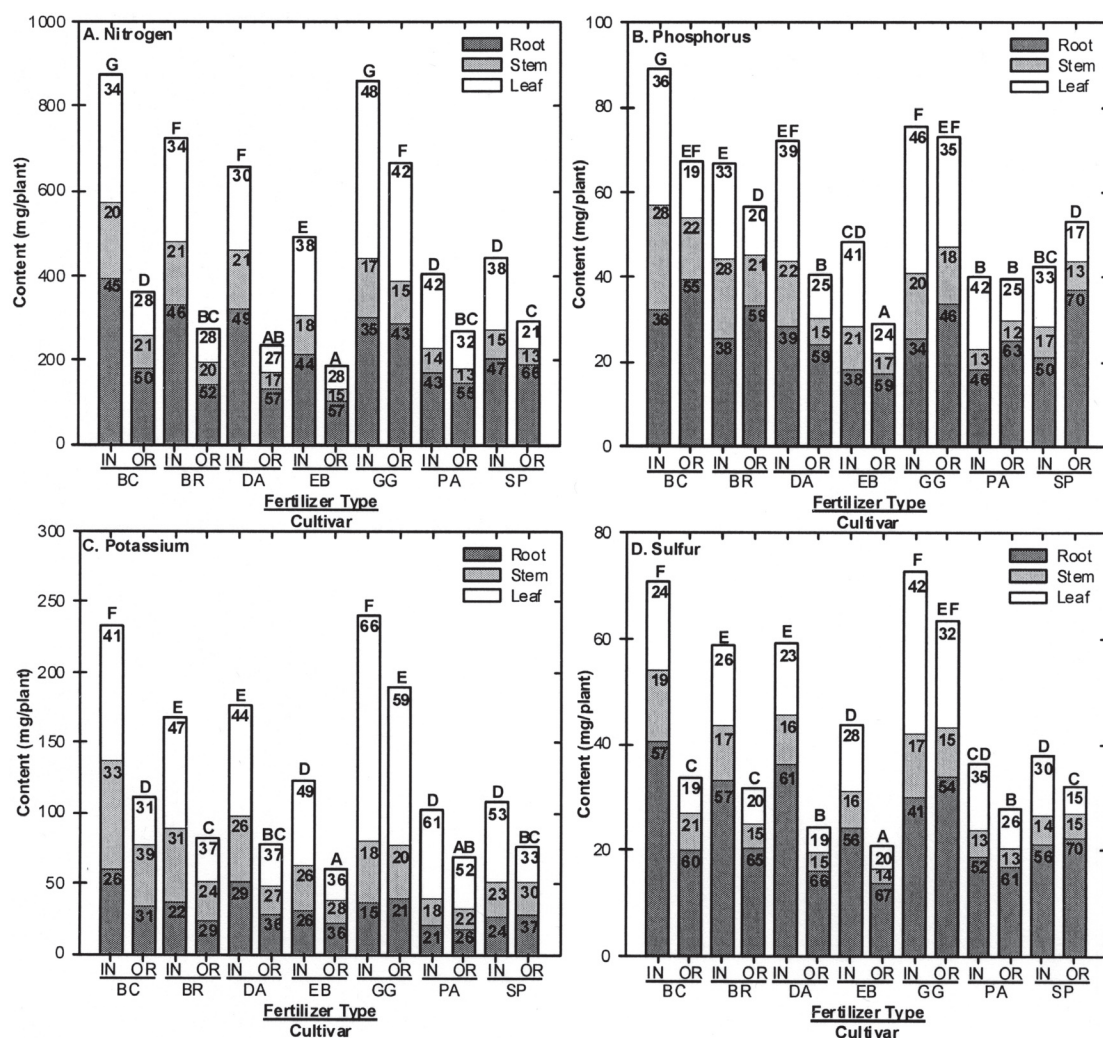 A. Nitrogen
Root
Stem
Leaf
Content (mg/plant)
1000
800
600
400
200
0
G D F BC F AB E A G F D BC D C
34 28 34 28 30 27 38 28 48 42 42 32 38 21
20 21 21 20 21 17 18 15 17 15 14 13 15 13
45 50 46 52 49 57 44 57 35 43 43 55 47 66
IN OR IN OR IN OR IN OR IN OR IN OR IN OR
BC BR DA EB GG PA SP
Fertilizer Type
Cultivar
B. Phosphorus
Root
Stem
Leaf
Content (mg/plant)
100
80
60
40
20
0
G EF E D EF B CD A F EF B B BC D
36 19 33 20 39 25 41 24 46 35 42 25 33 17
28 22 28 21 22 15 21 17 20 18 13 12 17 13
36 55 38 59 39 59 38 59 34 46 46 63 50 70
IN OR IN OR IN OR IN OR IN OR IN OR IN OR
BC BR DA EB GG PA SP
Fertilizer Type
Cultivar
C. Potassium
Root
Stem
Leaf
Content (mg/plant)
300
250
200
150
100
50
0
F D E C E BC D A F E D AB D BC
41 31 47 37 44 37 49 36 66 59 61 52 53 33
33 39 31 24 26 27 26 28 18 20 18 22 23 30
26 31 22 29 29 36 26 36 15 21 21 26 24 37
IN OR IN OR IN OR IN OR IN OR IN OR IN OR
BC BR DA EB GG PA SP
Fertilizer Type
Cultivar
D. Sulfur
Root
Stem
Leaf
Content (mg/plant)
80
60
40
20
0
F C E C E B D A F EF CD B D C
24 19 26 20 23 19 28 20 42 32 35 26 30 15
19 21 17 15 16 15 16 14 17 15 13 13 14 15
57 60 57 65 61 66 56 67 41 54 52 61 56 70
IN OR IN OR IN OR IN OR IN OR IN OR IN OR
BC BR DA EB GG PA SP
Fertilizer Type
Cultivar